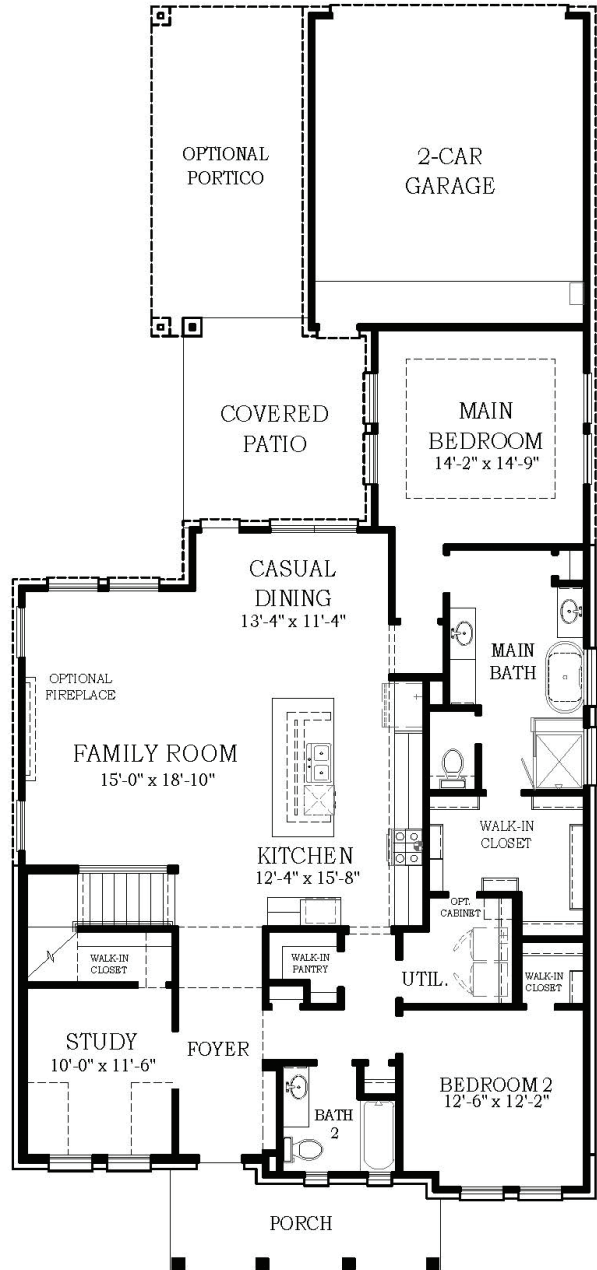 OPTIONAL
PORTICO
2-CAR
GARAGE
COVERED
PATIO
MAIN
BEDROOM
14'-2" x 14'-9"
CASUAL
DINING
13'-4" x 11'-4"
MAIN
BATH
OPTIONAL
FIREPLACE
FAMILY ROOM
15'-0" x 18'-10"
KITCHEN
12'-4" x 15'-8"
WALK-IN
CLOSET
OPT.
CABINET
WALK-IN
CLOSET
WALK-IN
PANTRY
UTIL.
WALK-IN
CLOSET
STUDY
10'-0" x 11'-6"
FOYER
BEDROOM 2
12'-6" x 12'-2"
BATH
2
PORCH